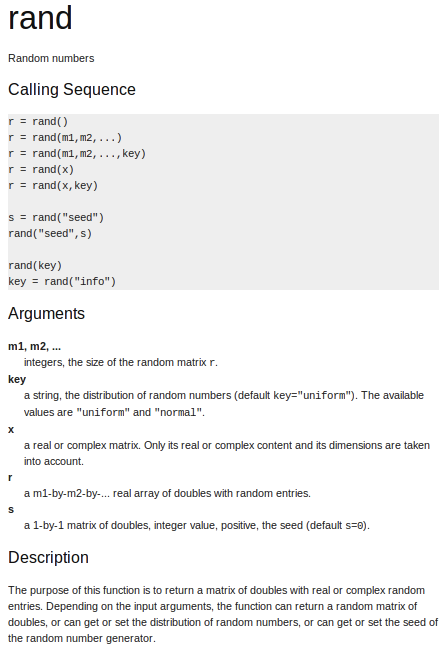 rand
Random numbers
Calling Sequence
r = rand()
r = rand(m1,m2,...)
r = rand(m1,m2,...,key)
r = rand(x)
r = rand(x,key)
s = rand("seed")
rand("seed",s)
rand(key)
key = rand("info")
Arguments
m1, m2, ...
integers, the size of the random matrix r.
key
a string, the distribution of random numbers (default key="uniform"). The available
values are "uniform" and "normal".
x
a real or complex matrix. Only its real or complex content and its dimensions are taken
into account.
r
a m1-by-m2-by-... real array of doubles with random entries.
s
a 1-by-1 matrix of doubles, integer value, positive, the seed (default s=0).
Description
The purpose of this function is to return a matrix of doubles with real or complex random
entries. Depending on the input arguments, the function can return a random matrix of
doubles, or can get or set the distribution of random numbers, or can get or set the seed of
the random number generator.